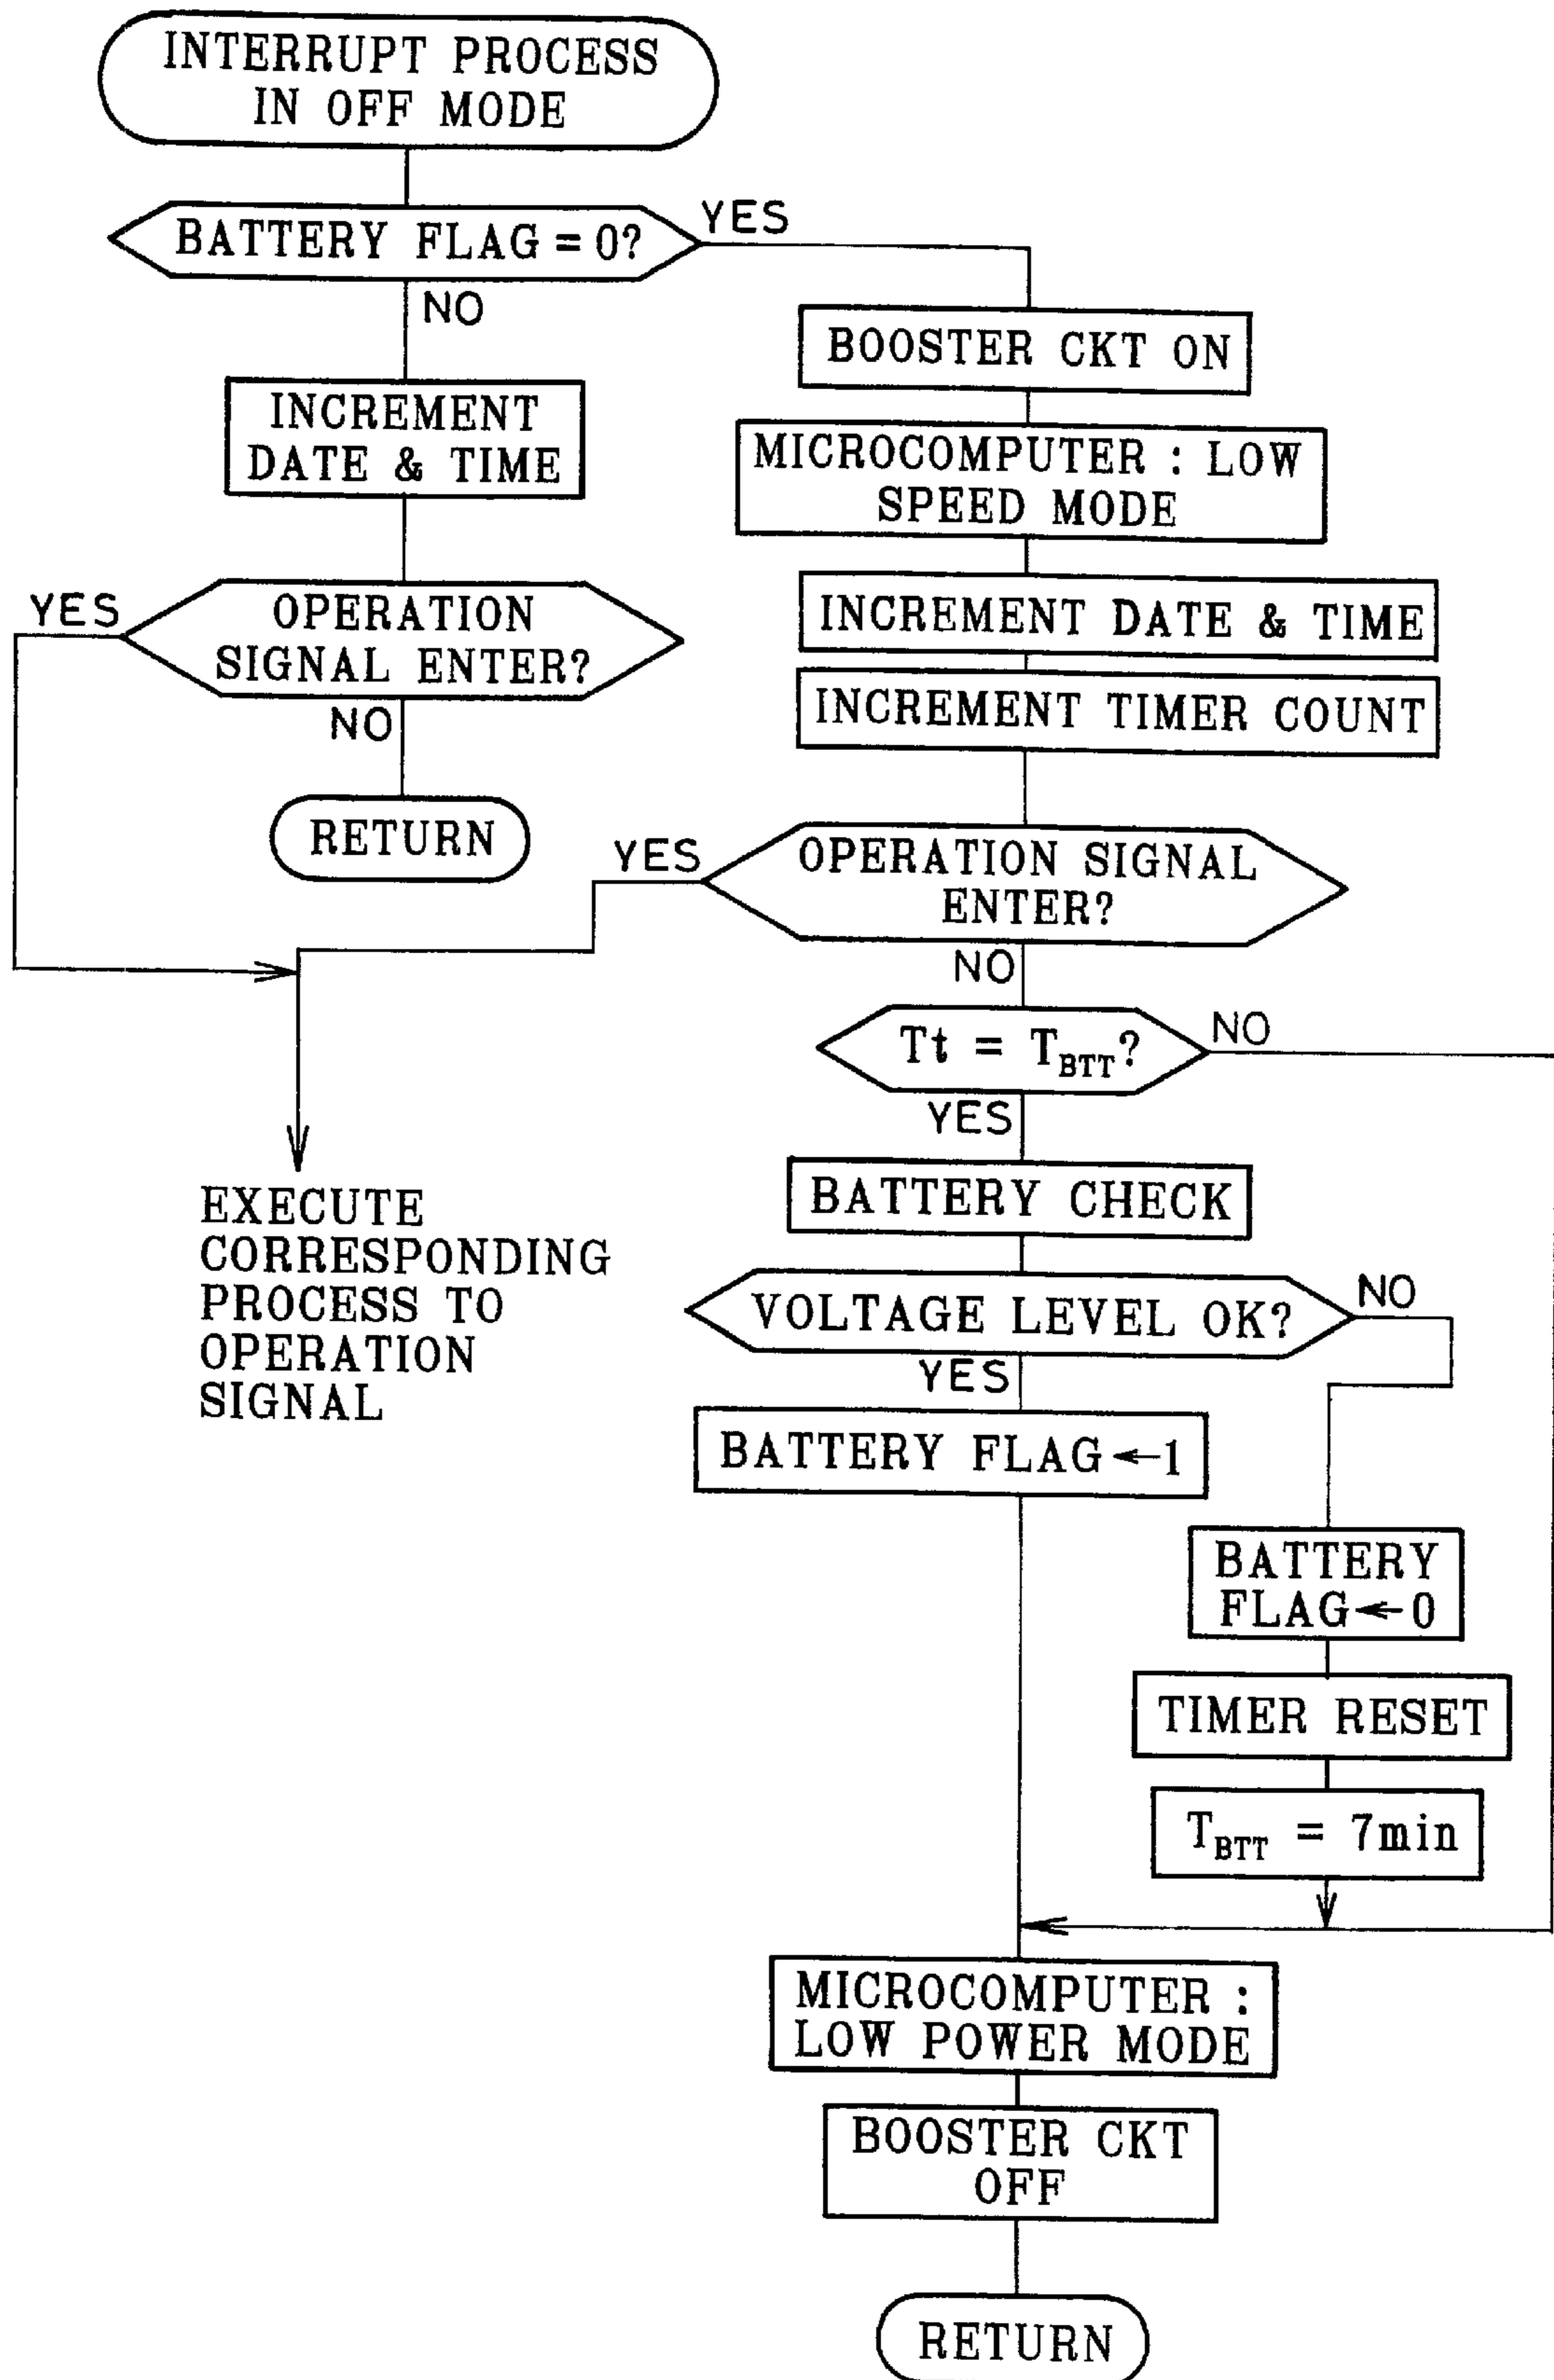 INTERRUPT PROCESS
IN OFF MODE
BATTERY FLAG = 0?
YES
NO
INCREMENT
DATE & TIME
YES
OPERATION
SIGNAL ENTER?
NO
RETURN
BOOSTER CKT ON
MICROCOMPUTER : LOW
SPEED MODE
INCREMENT DATE & TIME
INCREMENT TIMER COUNT
YES
OPERATION SIGNAL
ENTER?
NO
EXECUTE
CORRESPONDING
PROCESS TO
OPERATION
SIGNAL
Tt = TBTT?
NO
YES
BATTERY CHECK
VOLTAGE LEVEL OK?
NO
YES
BATTERY FLAG←1
BATTERY
FLAG←0
TIMER RESET
TBTT = 7min
MICROCOMPUTER :
LOW POWER MODE
BOOSTER CKT
OFF
RETURN